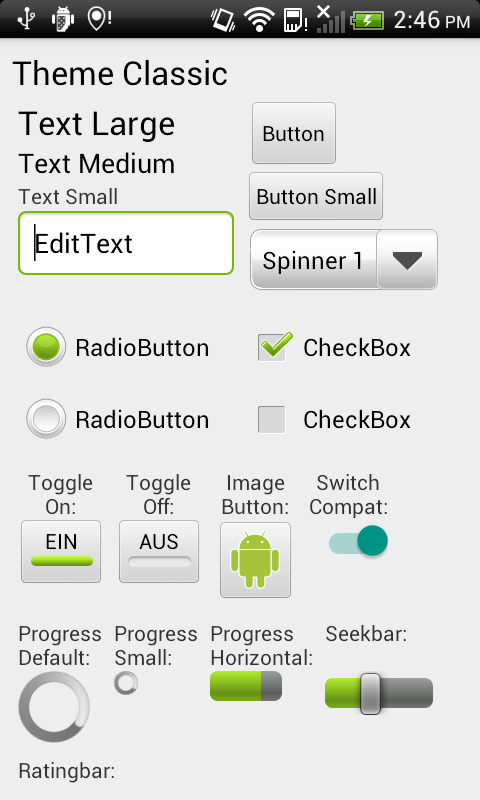 2:46 PM
Theme Classic
Text Large
Button
Text Medium
Button Small
Text Small
EditText
Spinner 1
RadioButton
CheckBox
RadioButton
CheckBox
Toggle On:
Toggle Off:
Image Button:
Switch Compat:
EIN
AUS
Progress Default:
Progress Small:
Progress Horizontal:
Seekbar:
Ratingbar: